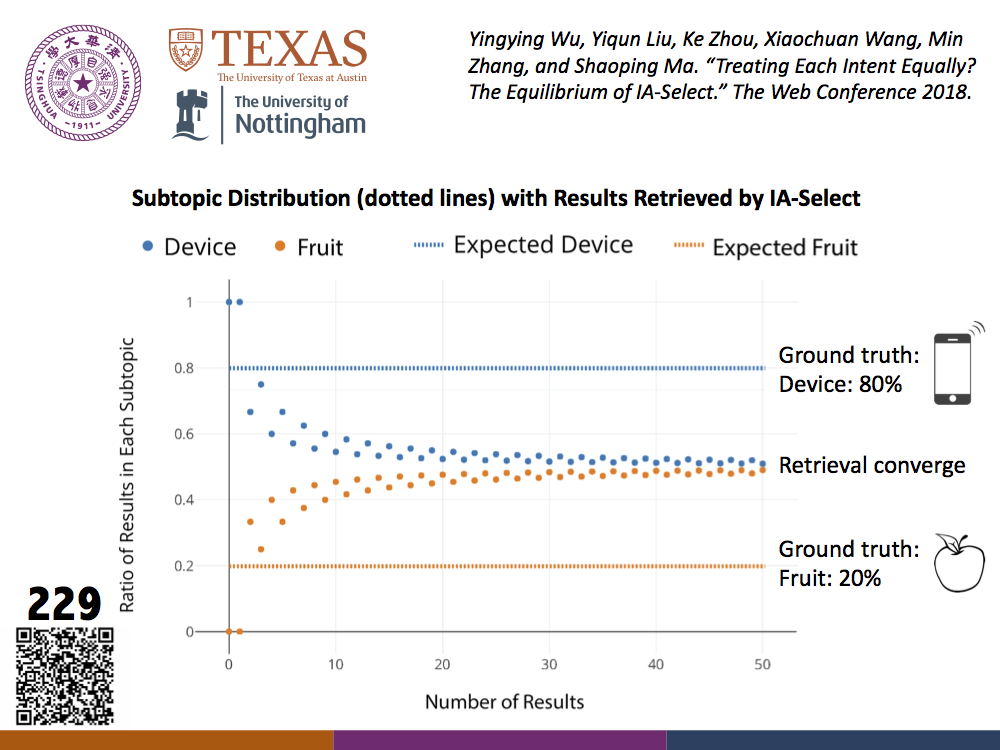 TSINGHUA UNIVERSITY
–1911–
TEXAS
The University of Texas at Austin
The University of
Nottingham
Yingying Wu, Yiqun Liu, Ke Zhou, Xiaochuan Wang, Min
Zhang, and Shaoping Ma. “Treating Each Intent Equally?
The Equilibrium of IA-Select.” The Web Conference 2018.
Subtopic Distribution (dotted lines) with Results Retrieved by IA-Select
Device Fruit Expected Device Expected Fruit
Ratio of Results in Each Subtopic
1
0.8
0.6
0.4
0.2
0
0 10 20 30 40 50
Number of Results
Ground truth:
Device: 80%
Retrieval converge
Ground truth:
Fruit: 20%
229